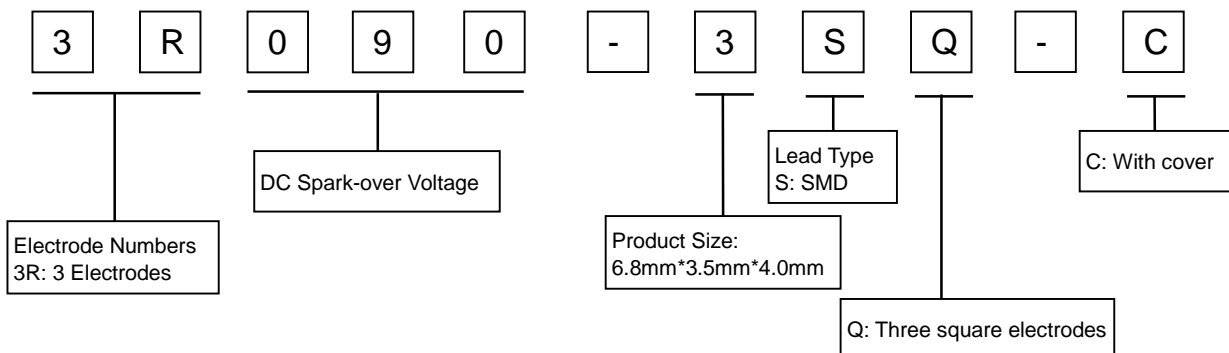 3 R 0 9 0 - 3 S Q - C
DC Spark-over Voltage
Lead Type
S: SMD
C: With cover
Electrode Numbers
3R: 3 Electrodes
Product Size:
6.8mm*3.5mm*4.0mm
Q: Three square electrodes